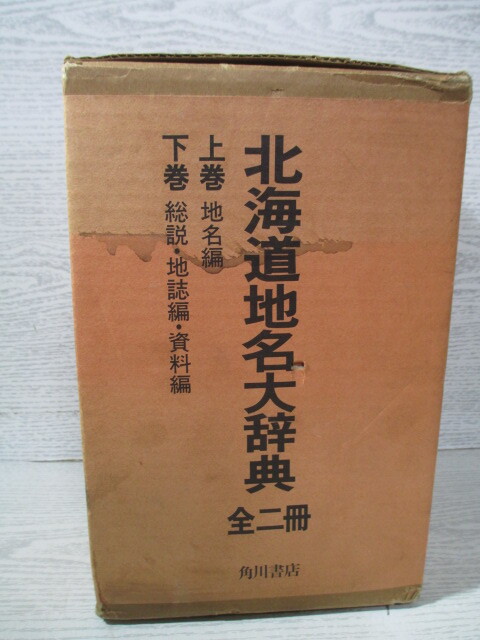 北海道地名大辞典
全二冊
上巻 地名編
下巻 総説・地誌編・資料編
角川書店